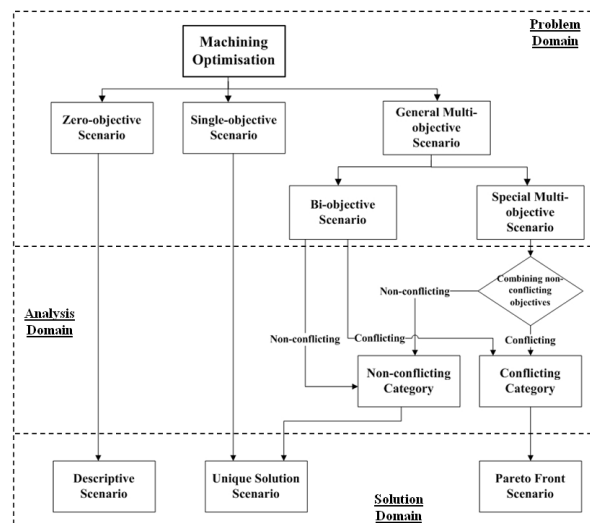 Problem
Domain
Machining
Optimisation
Zero-objective
Scenario
Single-objective
Scenario
General Multi-
objective
Scenario
Bi-objective
Scenario
Special Multi-
objective
Scenario
Analysis
Domain
Combining non-
conflicting
objectives
Non-conflicting
Non-conflicting
Conflicting
Conflicting
Non-conflicting
Category
Conflicting
Category
Descriptive
Scenario
Unique Solution
Scenario
Pareto Front
Scenario
Solution
Domain